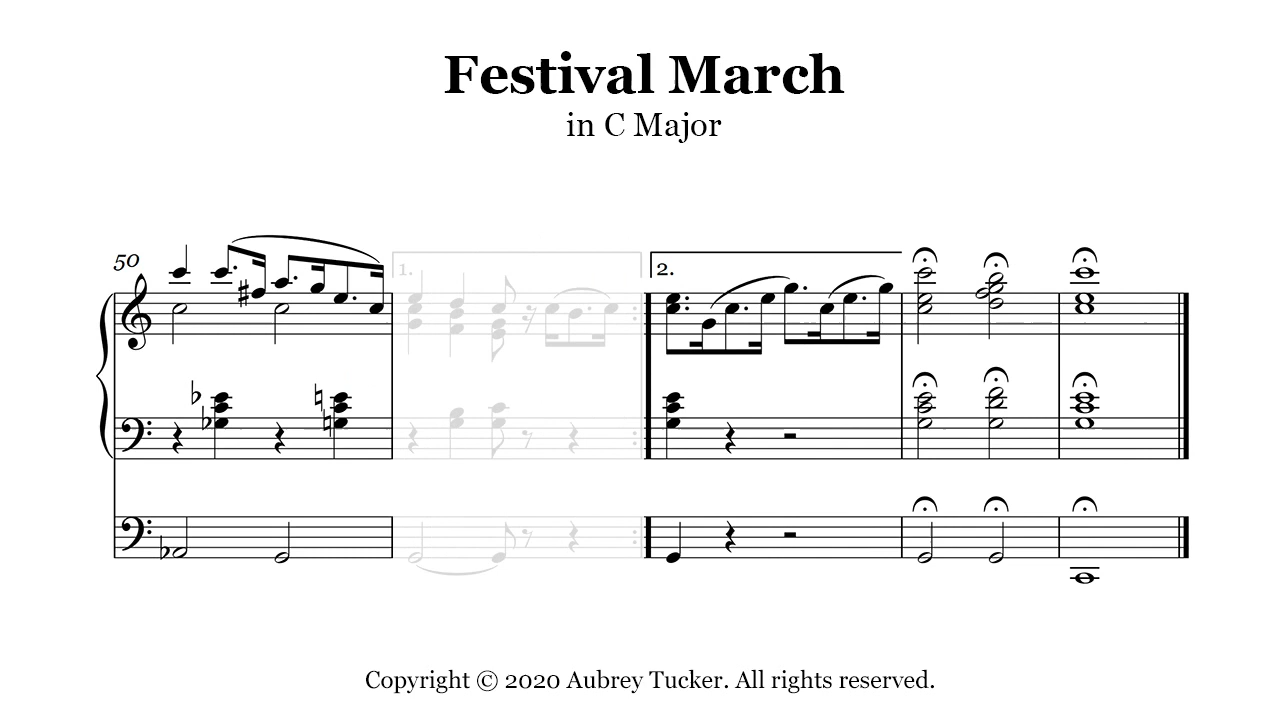 Festival March
in C Major
50
1.
2.
Copyright © 2020 Aubrey Tucker. All rights reserved.